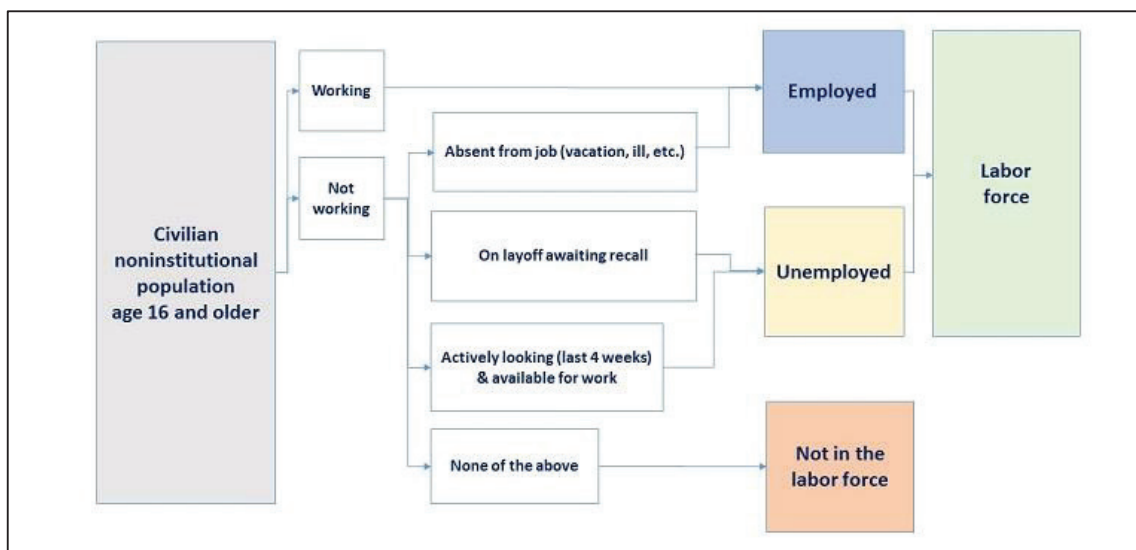 Civilian
noninstitutional
population
age 16 and older
Working
Not
working
Absent from job (vacation, ill, etc.)
On layoff awaiting recall
Actively looking (last 4 weeks)
& available for work
None of the above
Employed
Unemployed
Not in the
labor force
Labor
force